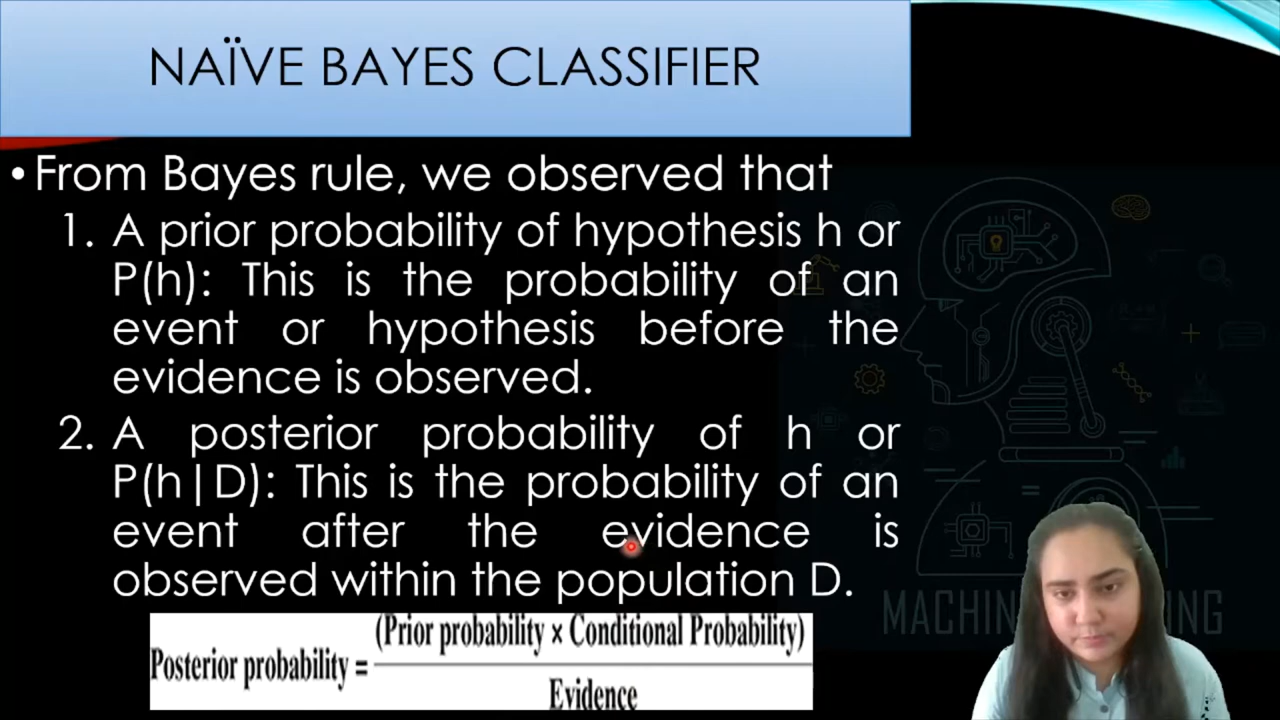 NAÏVE BAYES CLASSIFIER
• From Bayes rule, we observed that
1. A prior probability of hypothesis h or
P(h): This is the probability of an
event or hypothesis before the
evidence is observed.
2. A posterior probability of h or
P(h|D): This is the probability of an
event after the evidence is
observed within the population D.
(Prior probability × Conditional Probability)
Posterior probability =
Evidence